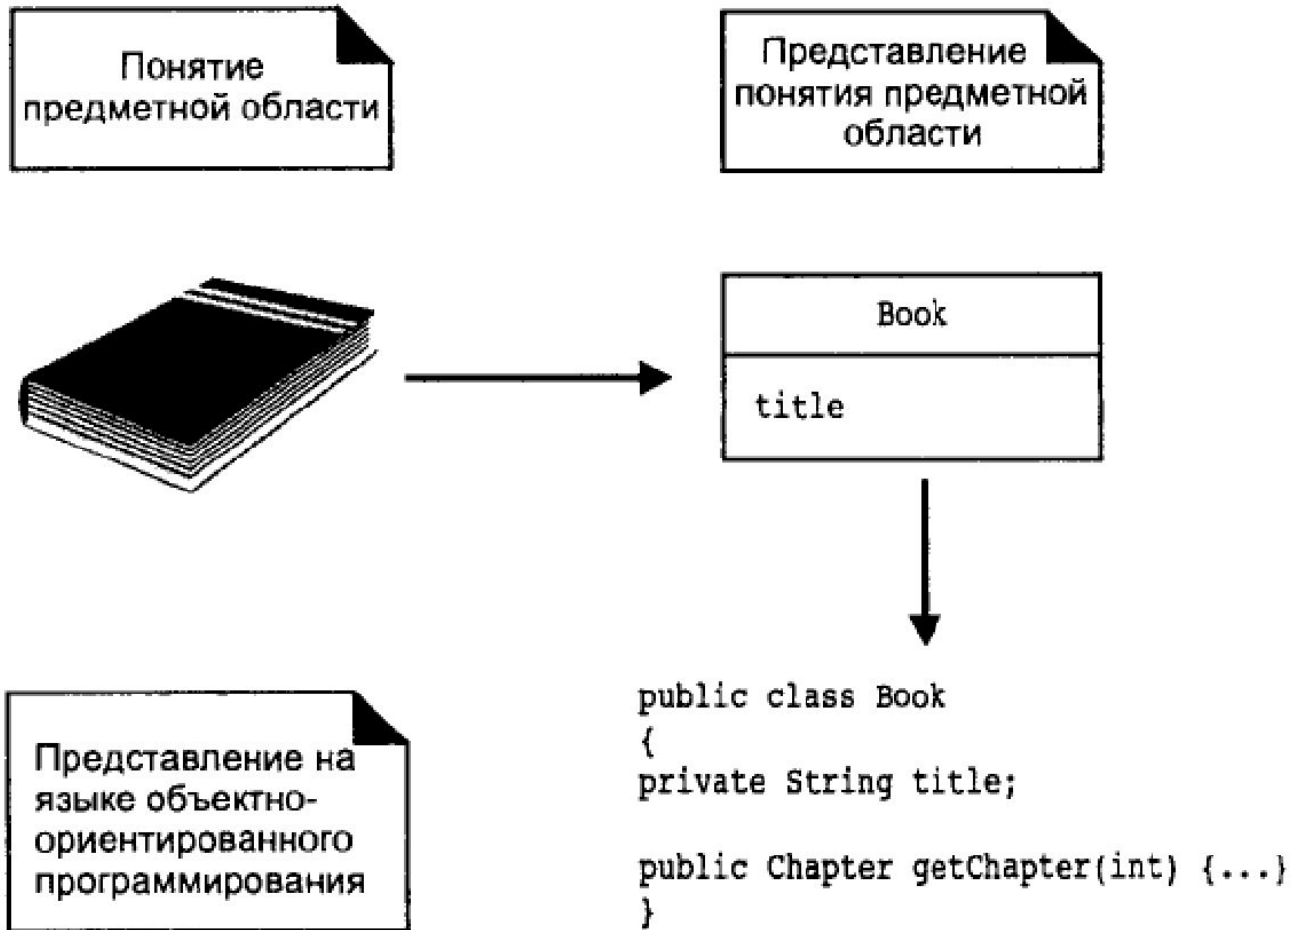 Понятие
предметной области
Представление
понятия предметной
области
Book
title
Представление на
языке объектно-
ориентированного
программирования
public class Book
{
private String title;
public Chapter getChapter(int) {...}
}